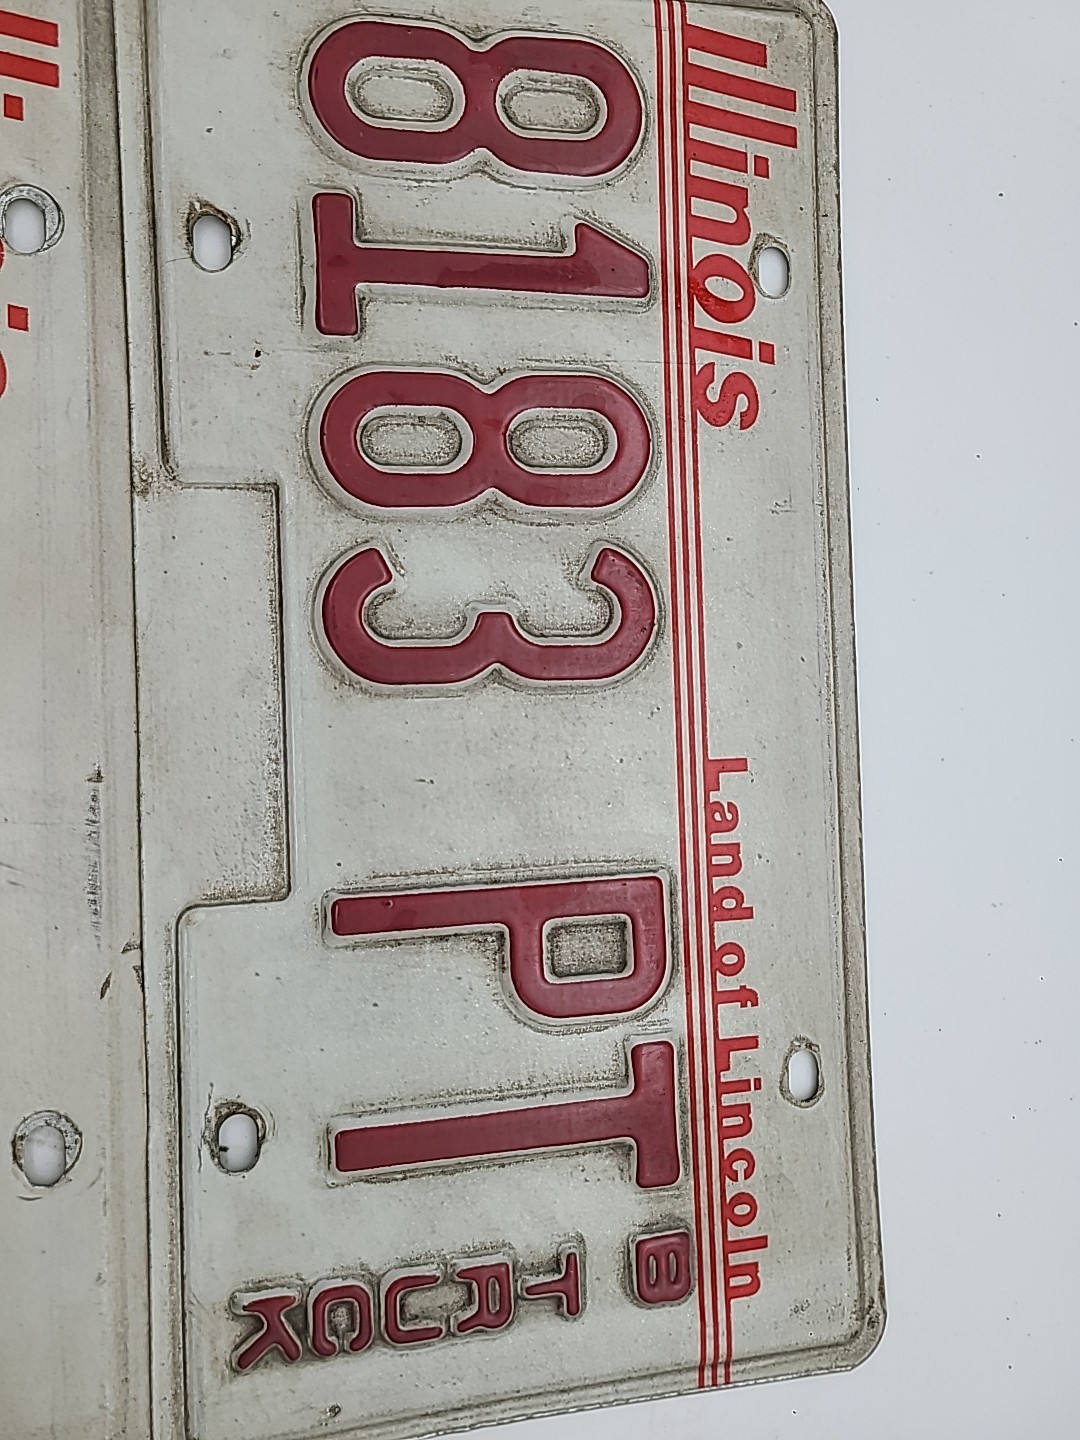 Illinois Land of Lincoln
8183 PT B
TRUCK